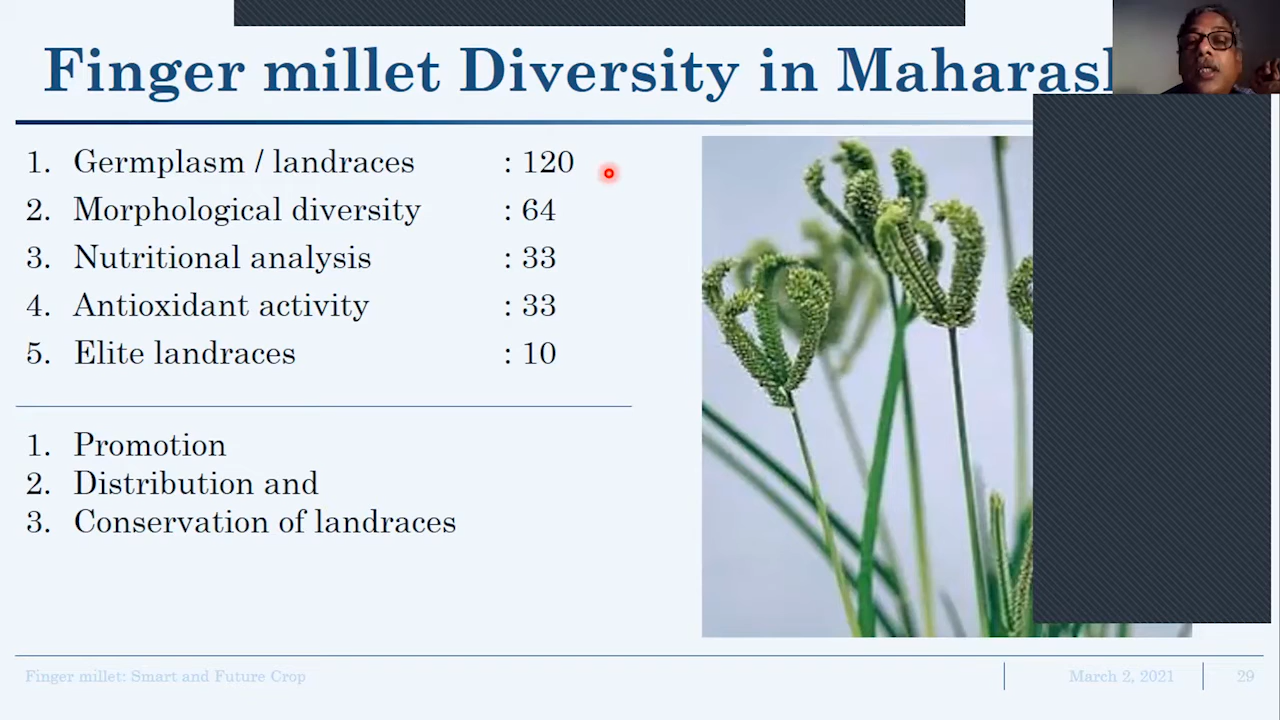 Finger millet Diversity in
1. Germplasm / landraces : 120
2. Morphological diversity : 64
3. Nutritional analysis : 33
4. Antioxidant activity : 33
5. Elite landraces : 10
1. Promotion
2. Distribution and
3. Conservation of landraces
Finger millet: Smart and Future Crop March 2, 2021 29